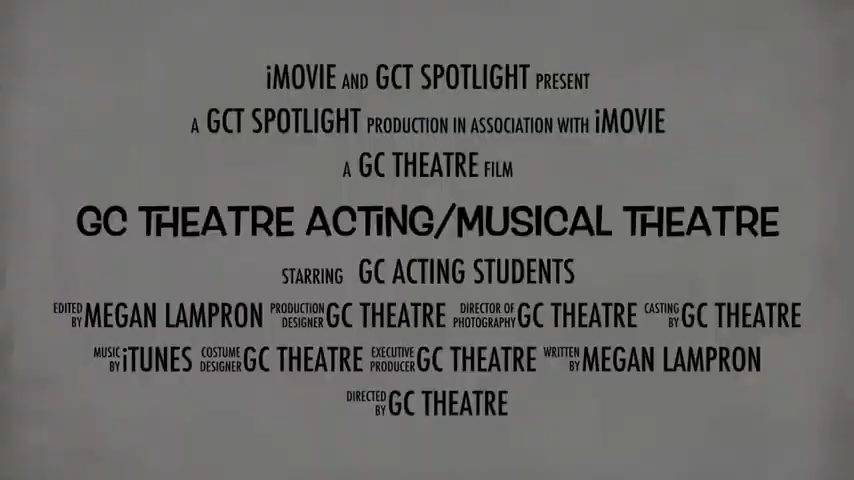 iMOVIE AND GCT SPOTLIGHT PRESENT
A GCT SPOTLIGHT PRODUCTION IN ASSOCIATION WITH iMOVIE
A GC THEATRE FILM
GC THEATRE ACTING/MUSICAL THEATRE
STARRING GC ACTING STUDENTS
EDITED BY MEGAN LAMPRON PRODUCTION DESIGNER GC THEATRE DIRECTOR OF PHOTOGRAPHY GC THEATRE CASTING BY GC THEATRE
MUSIC BY iTUNES COSTUME DESIGNER GC THEATRE EXECUTIVE PRODUCER GC THEATRE WRITTEN BY MEGAN LAMPRON
DIRECTED BY GC THEATRE